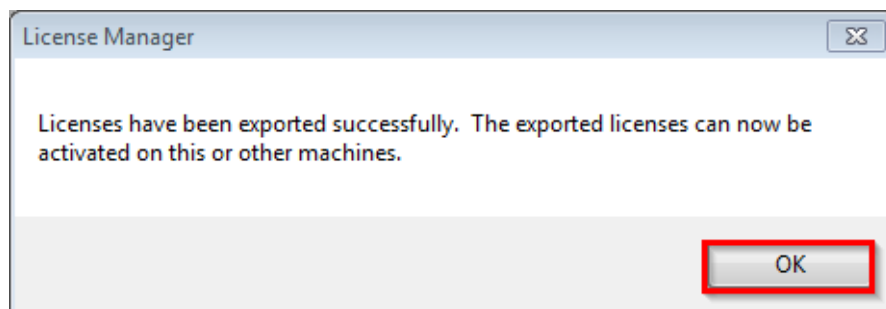 License Manager
Licenses have been exported successfully.  The exported licenses can now be
activated on this or other machines.
OK